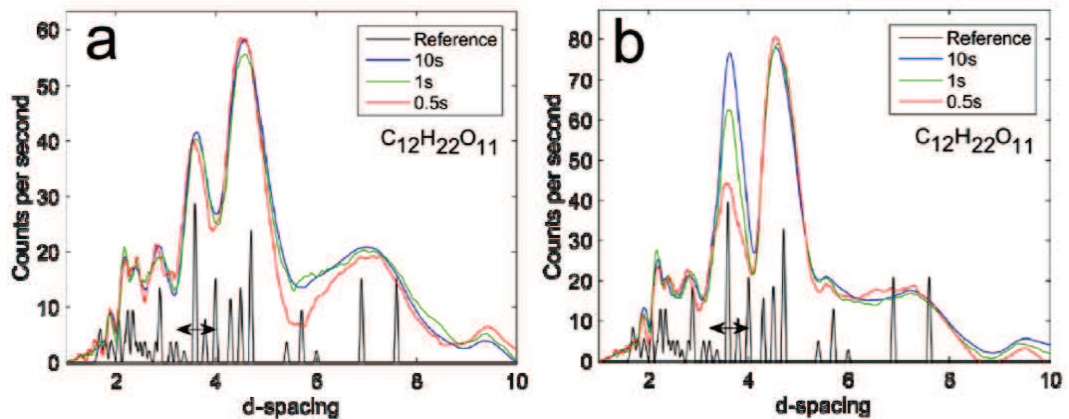 a
60
50
40
30
20
10
0
Counts per second
Reference
10s
1s
0.5s
C12H22O11
2 4 6 8 10
d-spacing
b
80
70
60
50
40
30
20
10
0
Counts per second
Reference
10s
1s
0.5s
C12H22O11
2 4 6 8 10
d-spacing